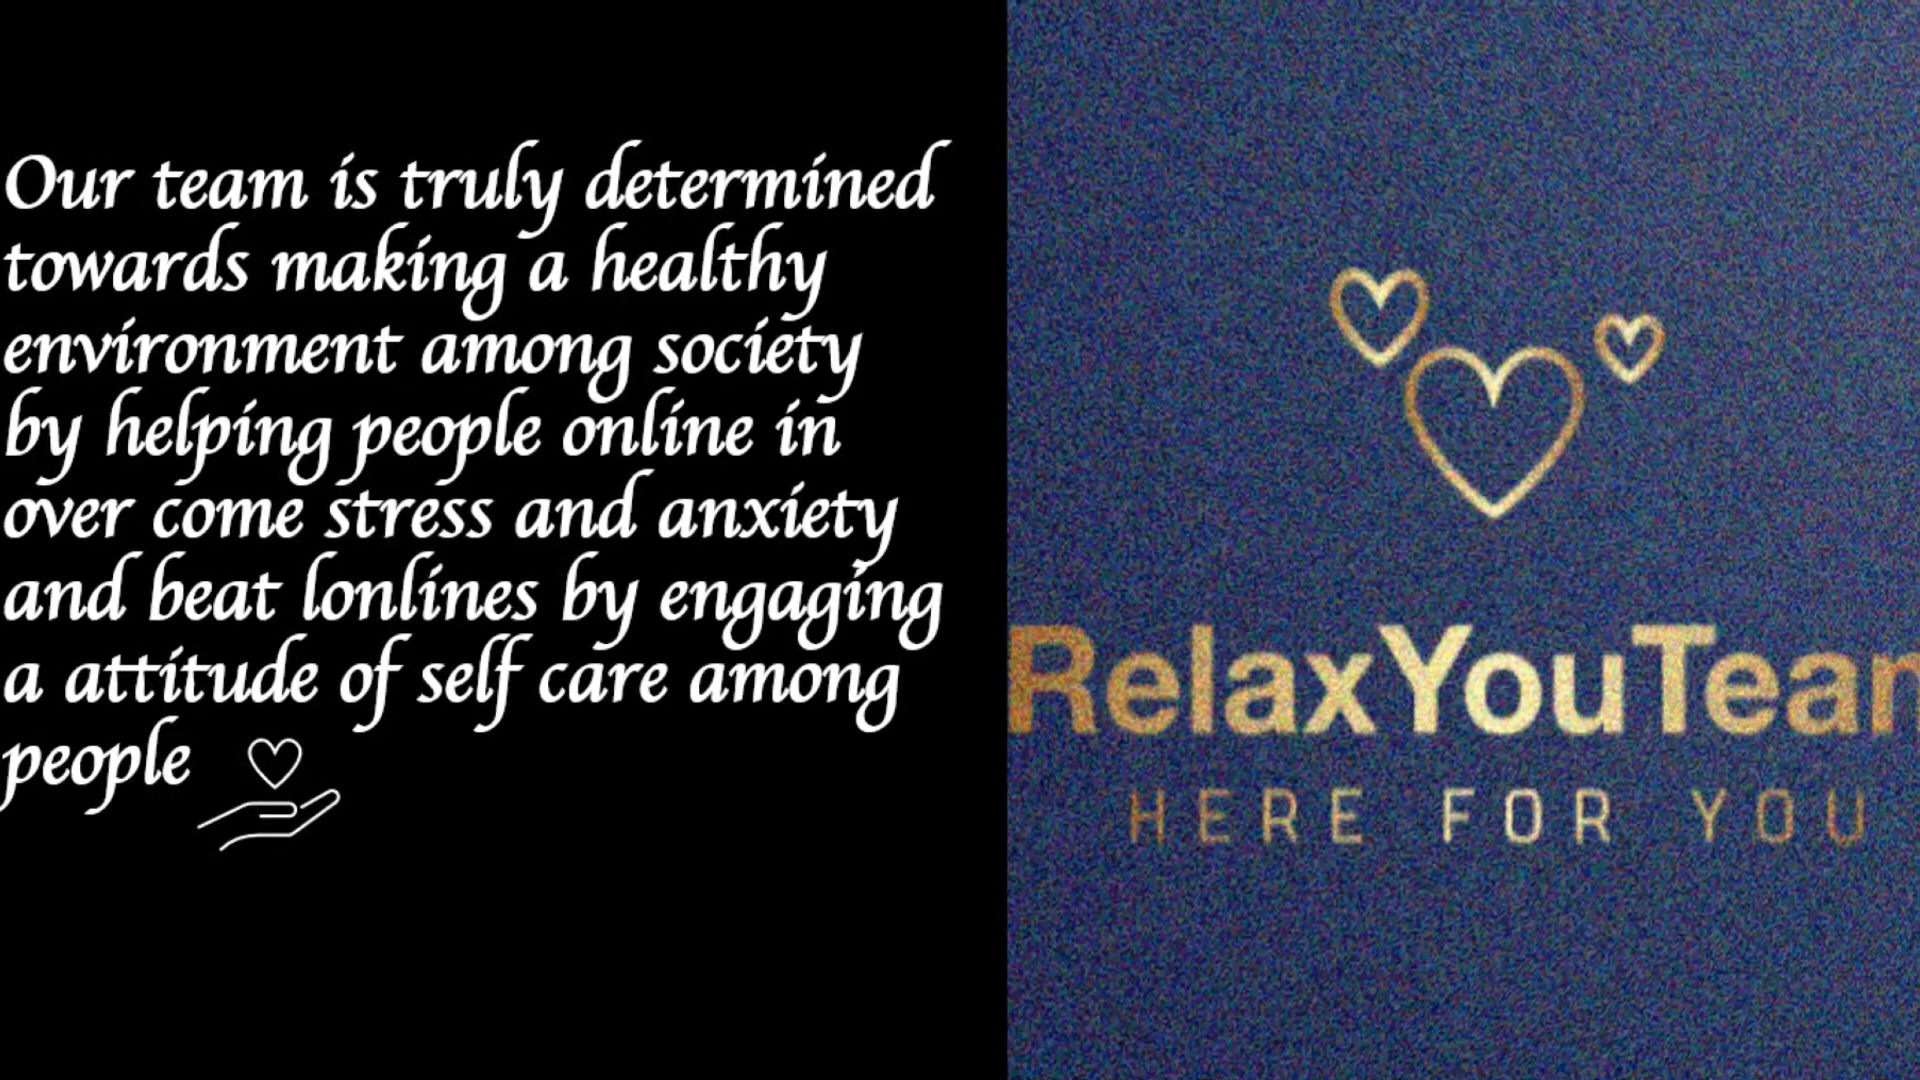 Our team is truly determined
towards making a healthy
environment among society
by helping people online in
over come stress and anxiety
and beat lonlines by engaging
a attitude of self care among
people
RelaxYouTeam
HERE FOR YOU